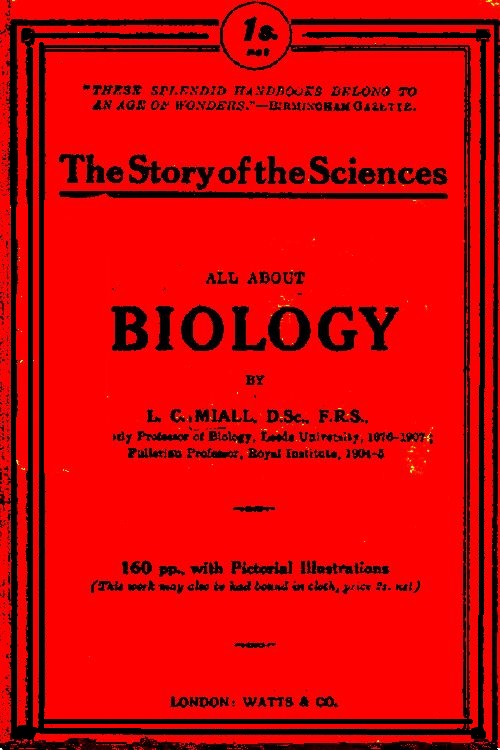 1s.
net
"THESE SPLENDID HANDBOOKS BELONG TO
AN AGE OF WONDERS."—BIRMINGHAM GAZETTE.
The Story of the Sciences
ALL ABOUT
BIOLOGY
BY
L. C. MIALL, D.Sc., F.R.S.,
rly Professor of Biology, Leeds University, 1876-1907;
Fullerian Professor, Royal Institute, 1904-5
160 pp., with Pictorial Illustrations
(This work may also be had bound in cloth, price 2s. net)
LONDON: WATTS & CO.